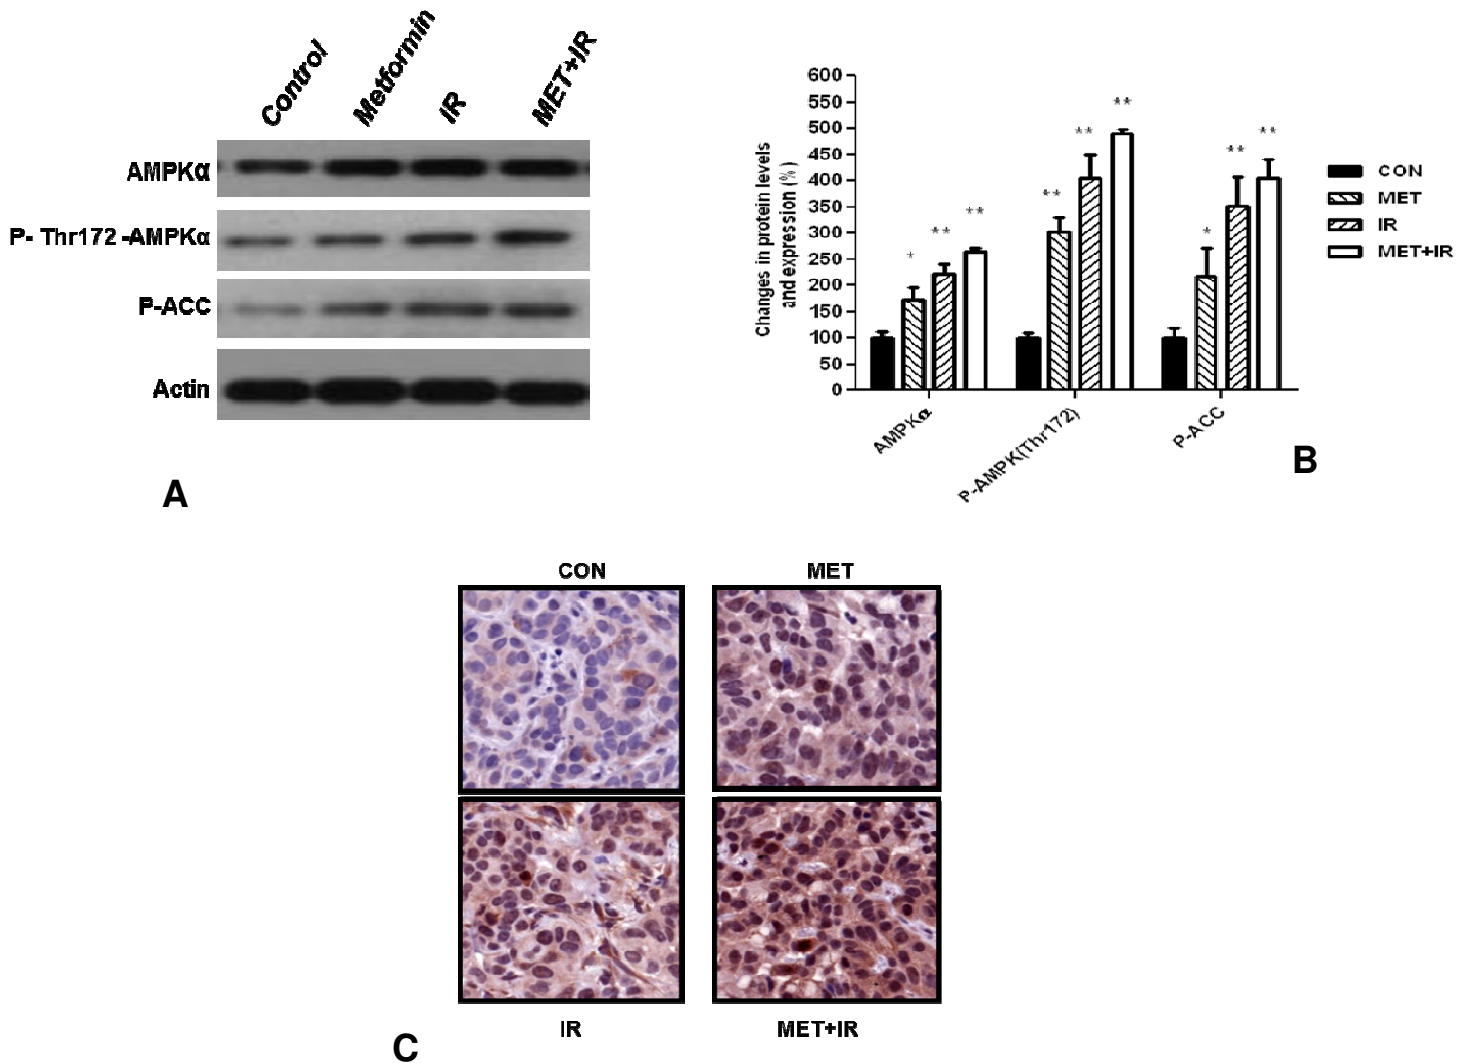 Control Metformin IR MET+IR
AMPKα
P- Thr172 -AMPKα
P-ACC
Actin
A
600
550
500
450
400
350
300
250
200
150
100
50
0
Changes in protein levels
and expression (%)
* ** **
** ** **
* ** **
AMPKα
P-AMPK(Thr172)
P-ACC
CON
MET
IR
MET+IR
B
CON MET
IR MET+IR
C